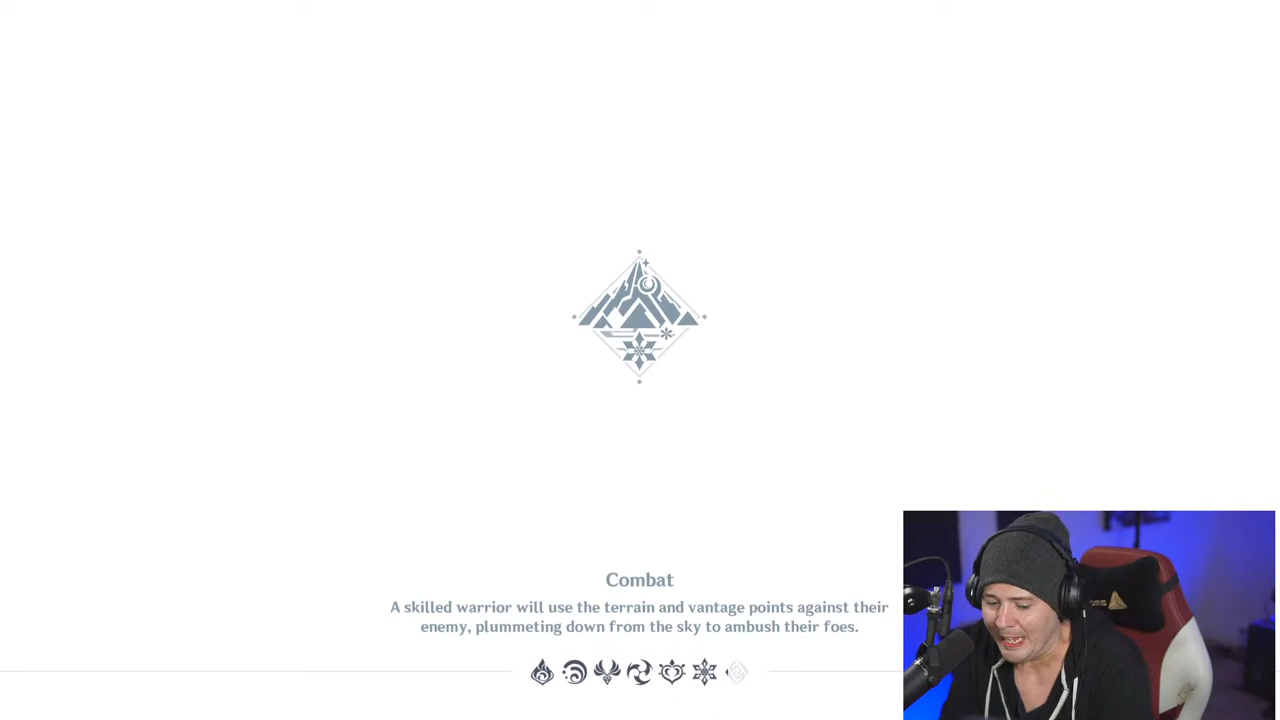 Combat
A skilled warrior will use the terrain and vantage points against their
enemy, plummeting down from the sky to ambush their foes.